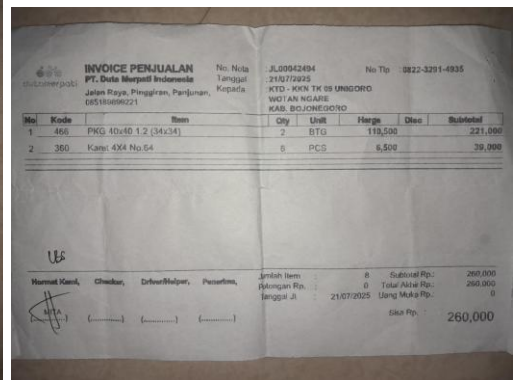 INVOICE PENJUALAN
PT. Duta Merpati Indonesia
Jalan Raya, Pinggiran, Panjunan,
085180699221
No. Nota : JL00042494
Tanggal : 21/07/2025
Kepada : KTD - KKN TK 09 UNIGORO
WOTAN NGARE
KAB. BOJONEGORO
No Tlp : 0822-3291-4935
No Kode Item Qty Unit Harga Disc Subtotal
1 466 PKG 40x40 1.2 (34x34) 2 BTG 110,500 221,000
2 360 4X4 No.64 6 PCS 6,500 39,000
Hormat Kami, Checker, Driver/Helper, Penerima,
Jumlah Item : 8 Subtotal Rp.: 260,000
Potongan Rp. : 0 Total Akhir Rp.: 260,000
Tanggal Jt : 21/07/2025 Uang Muka Rp.: 0
Sisa Rp. : 260,000